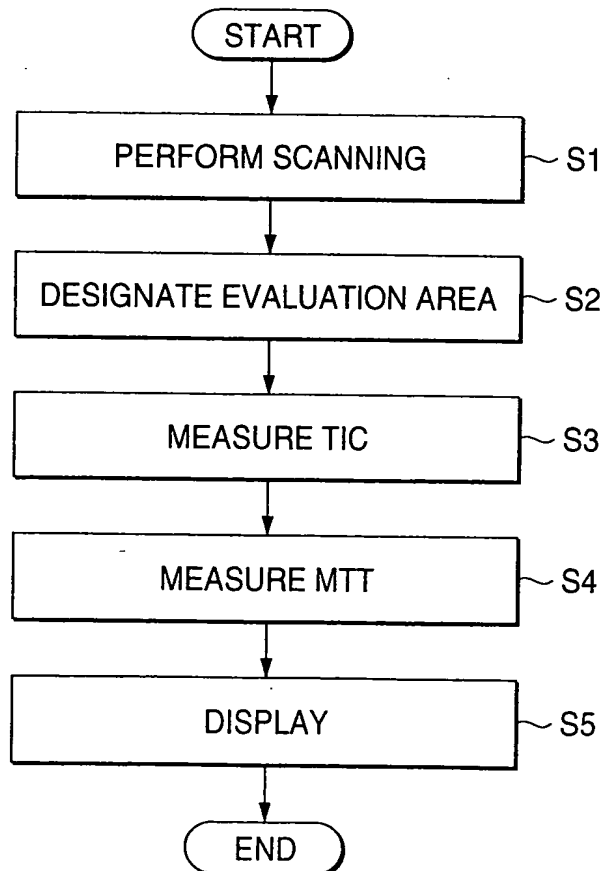 START
PERFORM SCANNING ~ S1
DESIGNATE EVALUATION AREA ~ S2
MEASURE TIC ~ S3
MEASURE MTT ~ S4
DISPLAY ~ S5
END